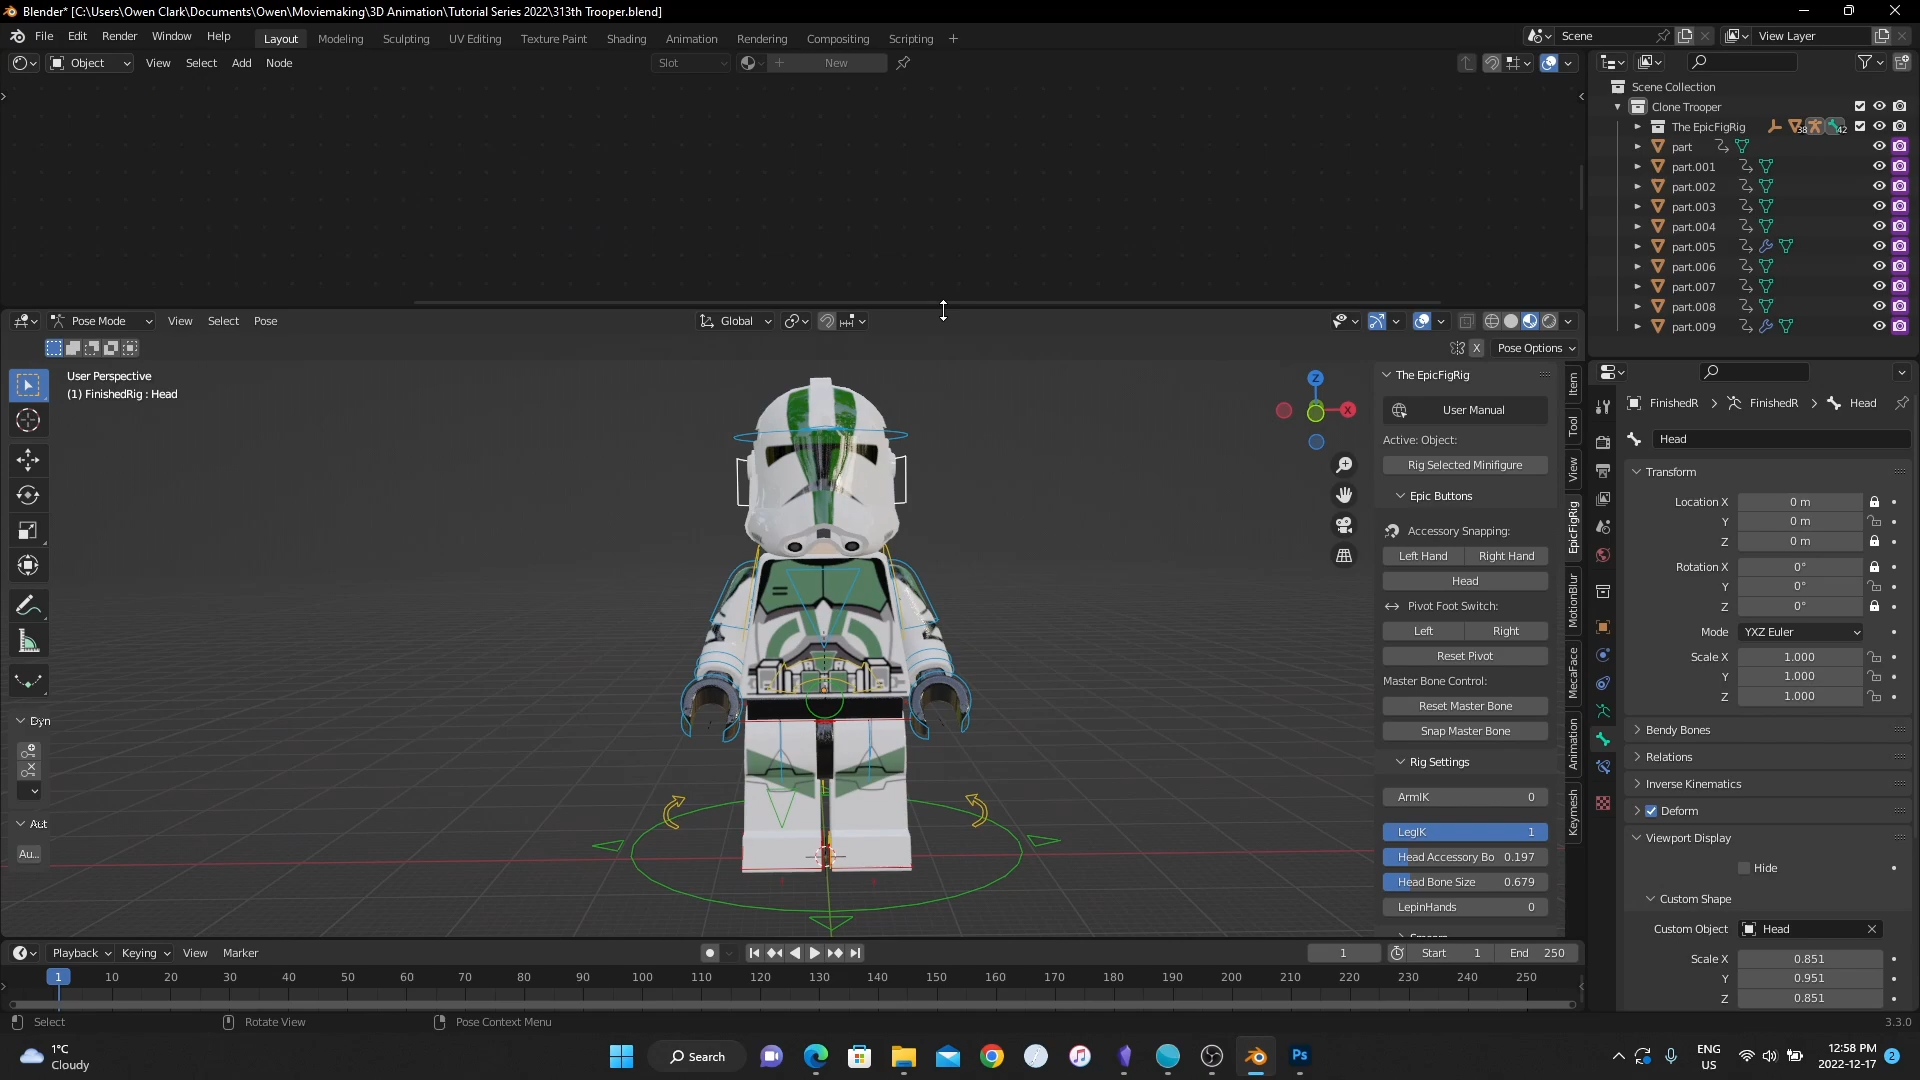 Blender* [C:\Users\Owen Clark\Documents\Owen\Moviemaking\3D Animation\Tutorial Series 2022\313th Trooper.blend]
File Edit Render Window Help Layout Modeling Sculpting UV Editing Texture Paint Shading Animation Rendering Compositing Scripting + Scene View Layer
Object View Select Add Node Slot New
Scene Collection
Clone Trooper
The EpicFigRig 38 42
part
part.001
part.002
part.003
part.004
part.005
part.006
part.007
part.008
part.009
Pose Mode View Select Pose Global
X Pose Options
User Perspective
(1) FinishedRig : Head
Z
X
The EpicFigRig
User Manual
Active: Object:
Rig Selected Minifigure
Epic Buttons
Accessory Snapping:
Left Hand Right Hand
Head
Pivot Foot Switch:
Left Right
Reset Pivot
Master Bone Control:
Reset Master Bone
Snap Master Bone
Rig Settings
ArmIK 0
LegIK 1
Head Accessory Bo 0.197
Head Bone Size 0.679
LepinHands 0
Item
Tool
View
EpicFigRig
MotionBlur
MecaFace
Animation
Keymesh
Dyn
Aut
Au...
FinishedR > FinishedR > Head
Head
Transform
Location X 0 m
Y 0 m
Z 0 m
Rotation X 0°
Y 0°
Z 0°
Mode YXZ Euler
Scale X 1.000
Y 1.000
Z 1.000
Bendy Bones
Relations
Inverse Kinematics
Deform
Viewport Display
Hide
Custom Shape
Custom Object Head
Scale X 0.851
Y 0.951
Z 0.851
Playback Keying View Marker 1 Start 1 End 250
1 10 20 30 40 50 60 70 80 90 100 110 120 130 140 150 160 170 180 190 200 210 220 230 240 250
Select Rotate View Pose Context Menu 3.3.0
1°C
Cloudy
Search
Ps
ENG
US
12:58 PM
2022-12-17
2